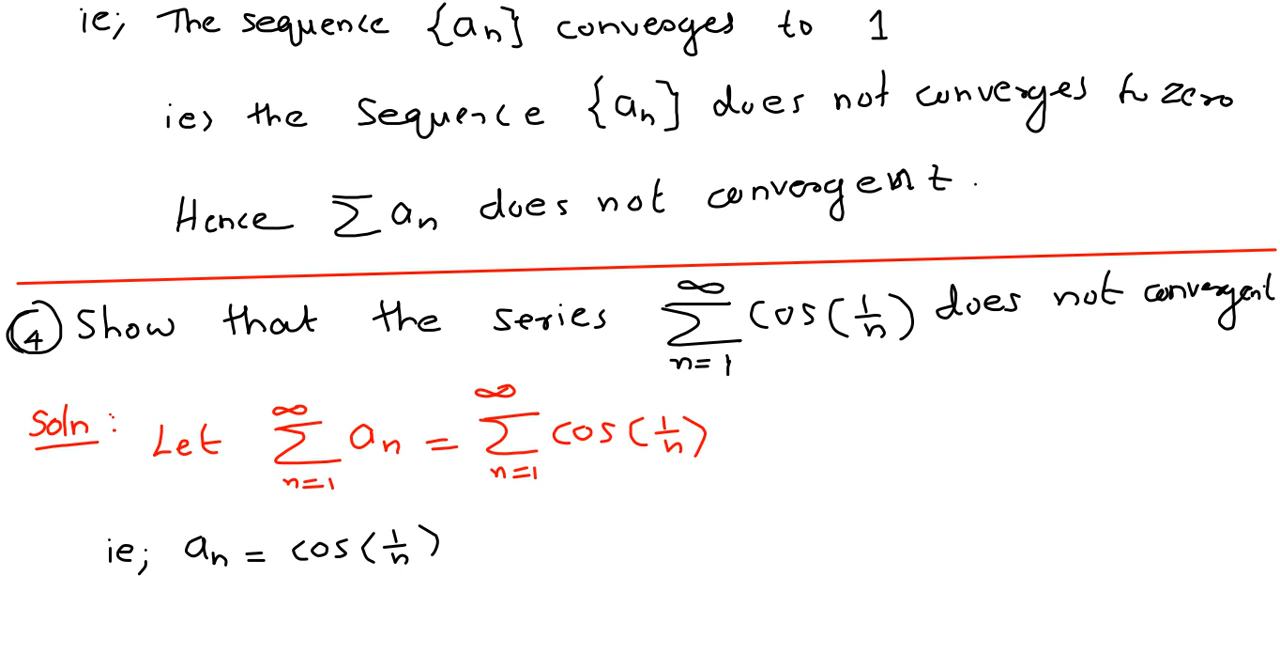 ie; The sequence {aₙ} converges to 1
ie, the sequence {aₙ} does not converges to zero
Hence ∑ aₙ does not convergent.
④ Show that the series ∑_{n=1}^{∞} cos(1/n) does not convergent
Soln: Let ∑_{n=1}^{∞} aₙ = ∑_{n=1}^{∞} cos(1/n)
ie; aₙ = cos(1/n)